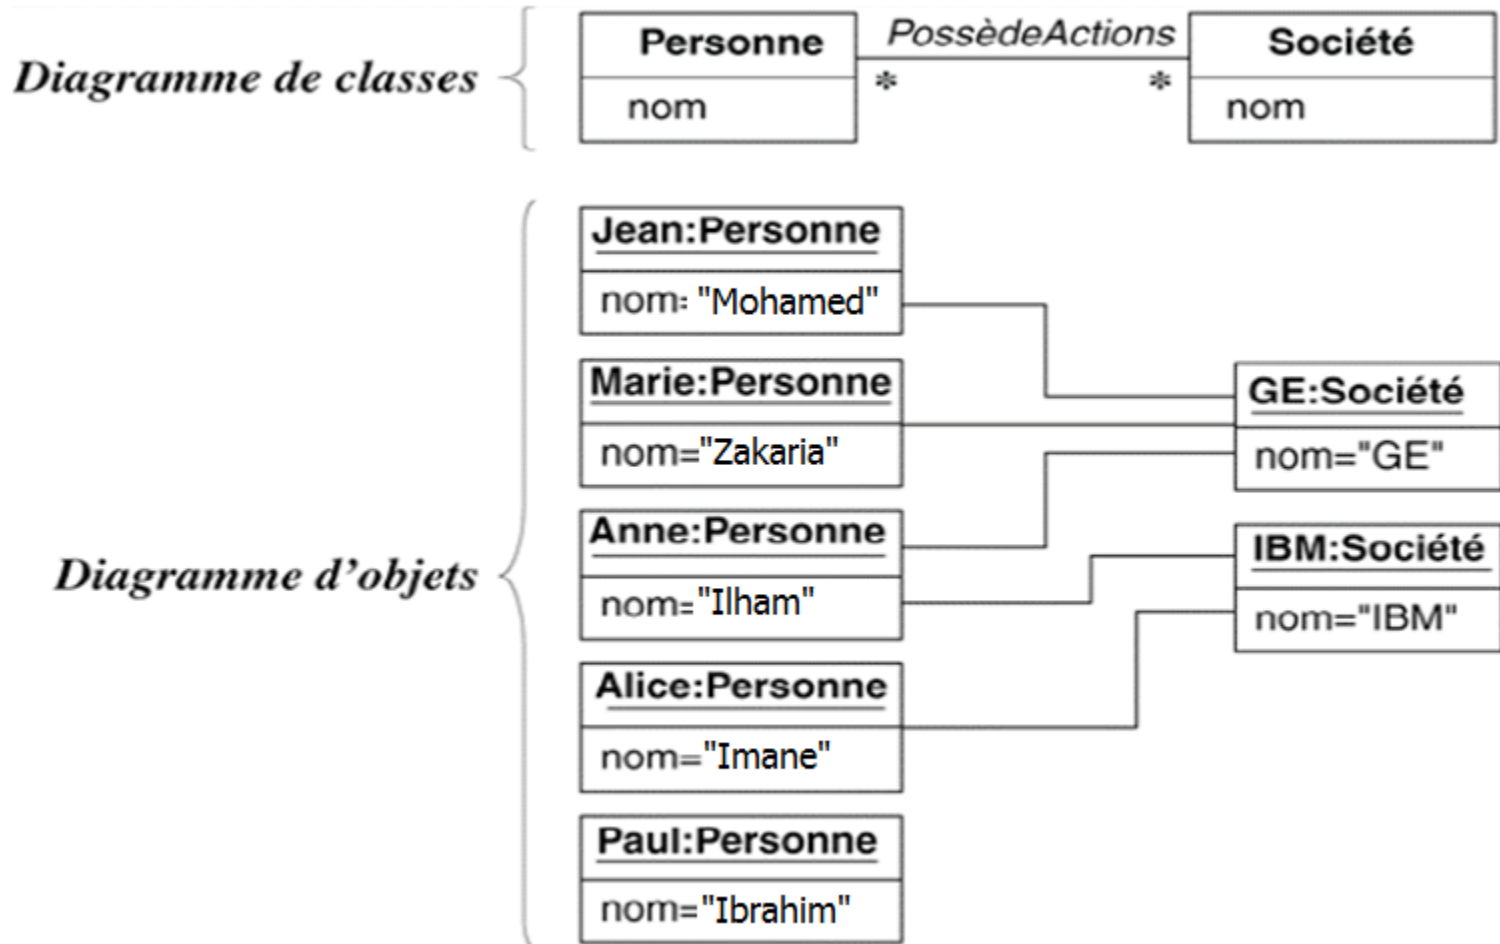 Diagramme de classes
Personne
nom
PossèdeActions
*
*
Société
nom
Diagramme d'objets
Jean:Personne
nom: "Mohamed"
Marie:Personne
nom="Zakaria"
Anne:Personne
nom="Ilham"
Alice:Personne
nom="Imane"
Paul:Personne
nom="Ibrahim"
GE:Société
nom="GE"
IBM:Société
nom="IBM"